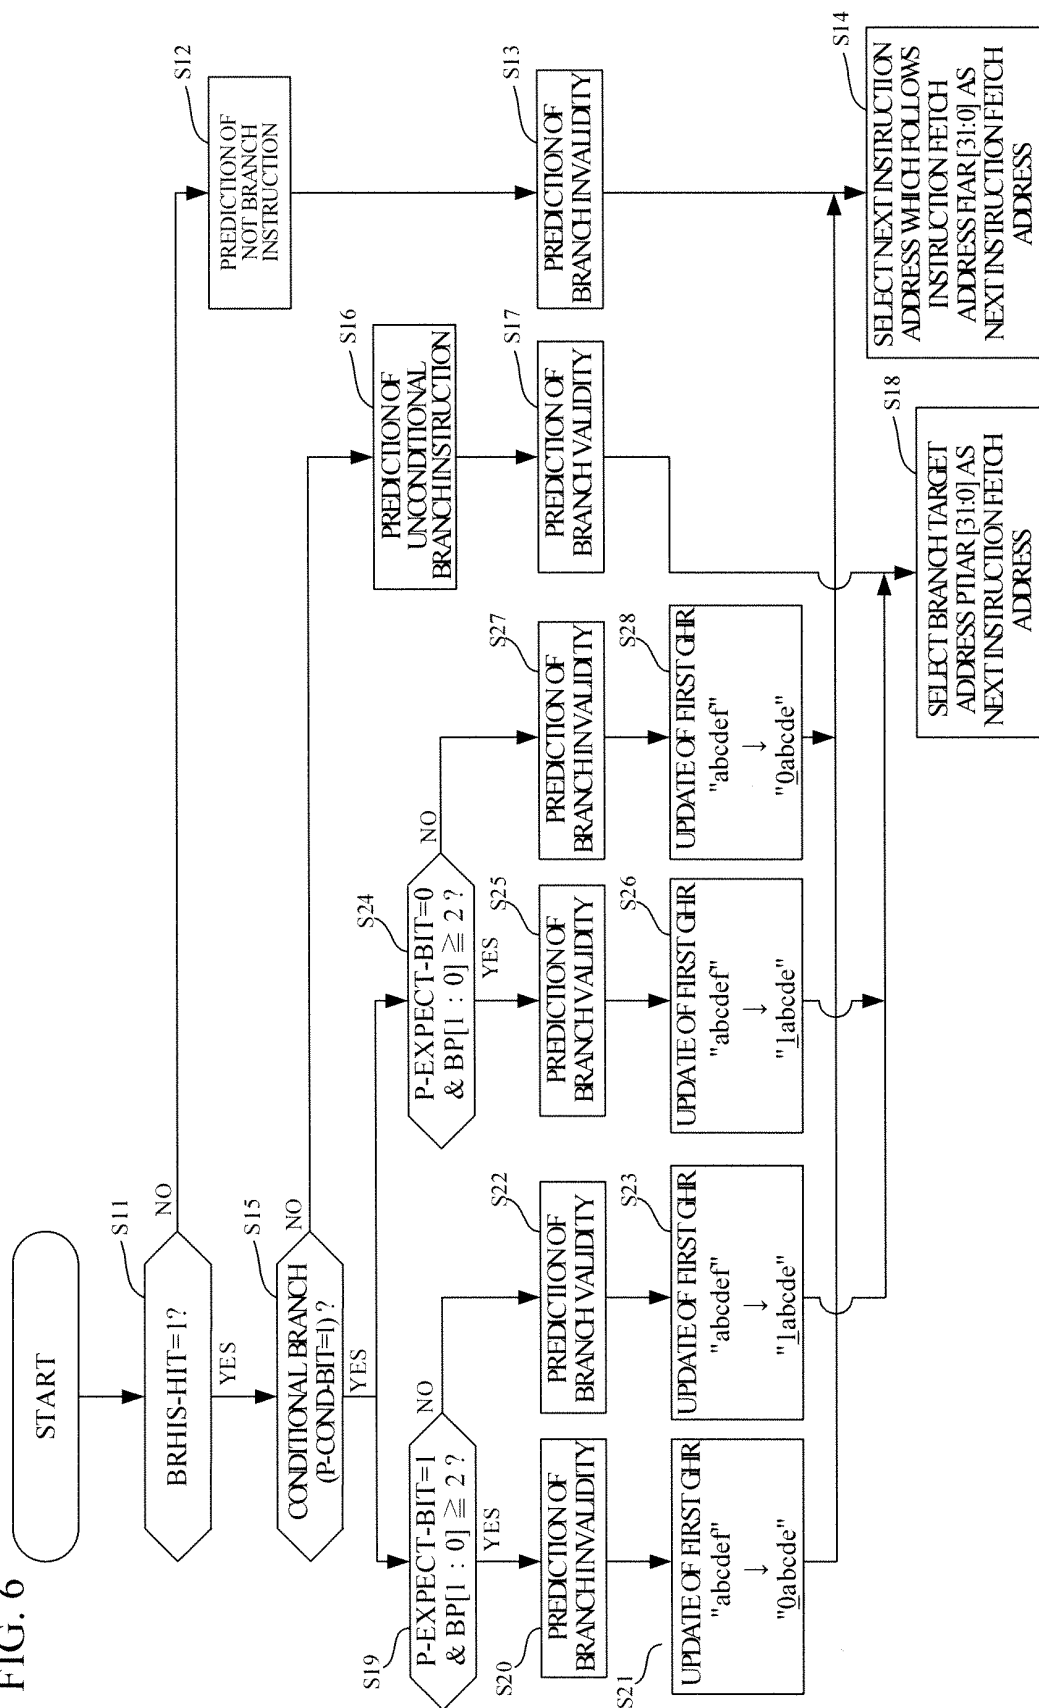 FIG. 6
START
S11
BRHIS-HIT=1?
NO
YES
S12
PREDICTION OF
NOT BRANCH
INSTRUCTION
S13
PREDICTION OF
BRANCH INVALIDITY
S14
SELECT NEXT INSTRUCTION
ADDRESS WHICH FOLLOWS
INSTRUCTION FETCH
ADDRESS FIAR [31:0] AS
NEXT INSTRUCTION FETCH
ADDRESS
S15
CONDITIONAL BRANCH
(P-COND-BIT=1) ?
NO
YES
S16
PREDICTION OF
UNCONDITIONAL
BRANCH INSTRUCTION
S17
PREDICTION OF
BRANCH VALIDITY
S18
SELECT BRANCH TARGET
ADDRESS PTIAR [31:0] AS
NEXT INSTRUCTION FETCH
ADDRESS
S19
P-EXPECT-BIT=1
& BP[1 : 0] ≧ 2 ?
NO
YES
S20
PREDICTION OF
BRANCH INVALIDITY
S21
UPDATE OF FIRST GHR
"abcdef"
→
"0abcde"
S22
PREDICTION OF
BRANCH VALIDITY
S23
UPDATE OF FIRST GHR
"abcdef"
→
"1abcde"
S24
P-EXPECT-BIT=0
& BP[1 : 0] ≧ 2 ?
NO
YES
S25
PREDICTION OF
BRANCH VALIDITY
S26
UPDATE OF FIRST GHR
"abcdef"
→
"1abcde"
S27
PREDICTION OF
BRANCH INVALIDITY
S28
UPDATE OF FIRST GHR
"abcdef"
→
"0abcde"